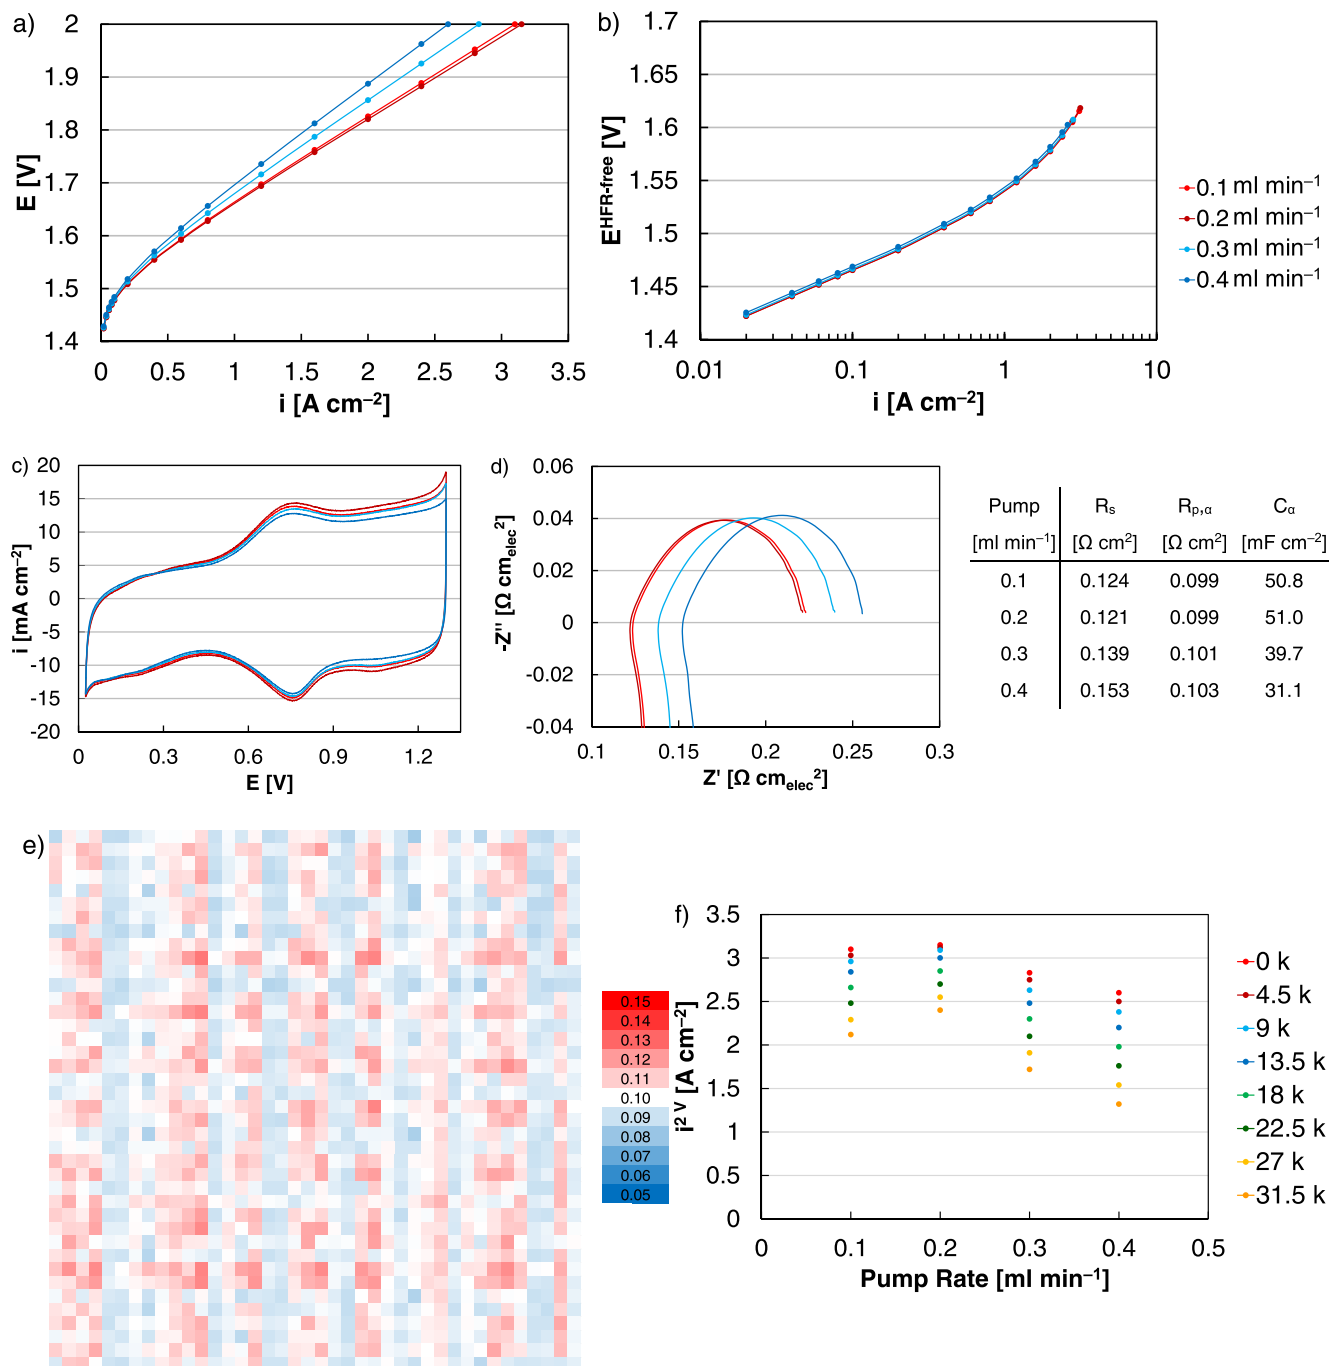 a)
2
1.9
1.8
1.7
1.6
1.5
1.4
E [V]
0 0.5 1 1.5 2 2.5 3 3.5
i [A cm⁻²]
b)
1.7
1.65
1.6
1.55
1.5
1.45
1.4
E^HFR-free [V]
0.01 0.1 1 10
i [A cm⁻²]
0.1 ml min⁻¹
0.2 ml min⁻¹
0.3 ml min⁻¹
0.4 ml min⁻¹
c)
20
15
10
5
0
-5
-10
-15
-20
i [mA cm⁻²]
0 0.3 0.6 0.9 1.2
E [V]
d)
0.06
0.04
0.02
0
-0.02
-0.04
-Z'' [Ω cm_elec²]
0.1 0.15 0.2 0.25 0.3
Z' [Ω cm_elec²]
Pump Rₛ Rₚ,α Cα
[ml min⁻¹] [Ω cm²] [Ω cm²] [mF cm⁻²]
0.1 0.124 0.099 50.8
0.2 0.121 0.099 51.0
0.3 0.139 0.101 39.7
0.4 0.153 0.103 31.1
e)
0.15
0.14
0.13
0.12
0.11
0.10
0.09
0.08
0.07
0.06
0.05
f)
3.5
3
2.5
2
1.5
1
0.5
0
i² ⱽ [A cm⁻²]
0 0.1 0.2 0.3 0.4 0.5
Pump Rate [ml min⁻¹]
0 k
4.5 k
9 k
13.5 k
18 k
22.5 k
27 k
31.5 k